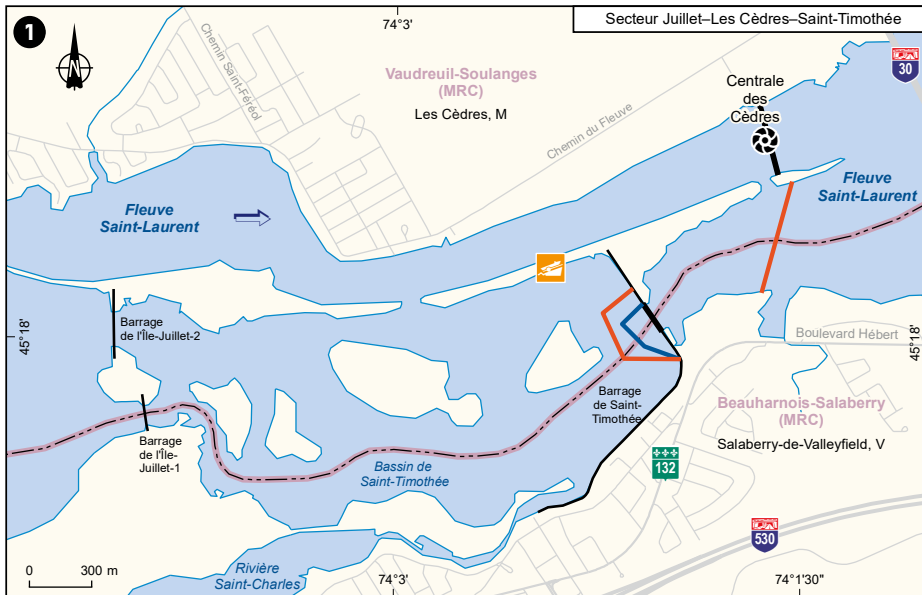 1
N
74°3'
Secteur Juillet–Les Cèdres–Saint-Timothée
30
Chemin Saint-Féréol
Vaudreuil-Soulanges
(MRC)
Les Cèdres, M
Chemin du Fleuve
Centrale
des
Cèdres
Fleuve
Saint-Laurent
Fleuve
Saint-Laurent
45°18'
Barrage
de l'Île-Juillet-2
45°18'
Boulevard Hébert
Barrage
de Saint-
Timothée
Beauharnois-Salaberry
(MRC)
Salaberry-de-Valleyfield, V
Barrage
de l'Île-
Juillet-1
Bassin de
Saint-Timothée
132
530
Rivière
Saint-Charles
0 300 m
74°3'
74°1'30"